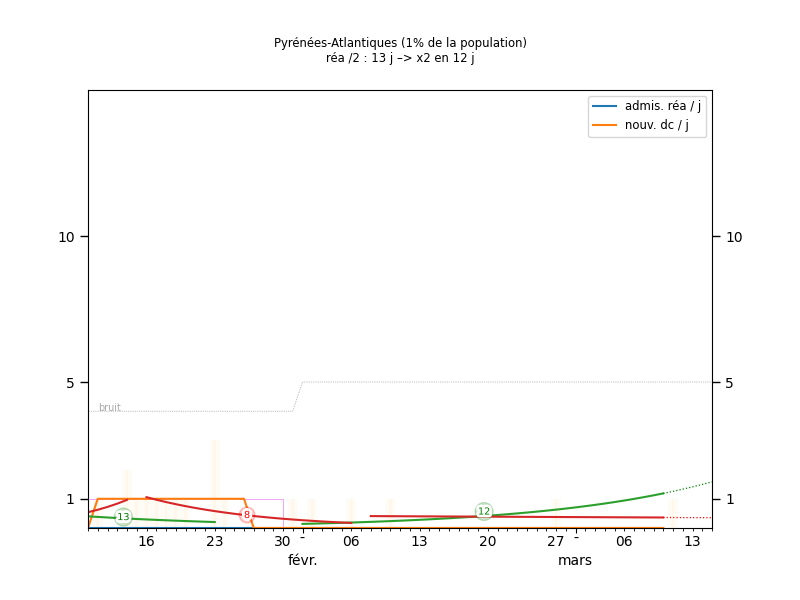 Pyrénées-Atlantiques (1% de la population)
réa /2 : 13 j –> x2 en 12 j
admis. réa / j
nouv. dc / j
10
10
5
5
bruit
1
1
13
8
12
16
23
30
-
06
13
20
27
-
06
13
févr.
mars